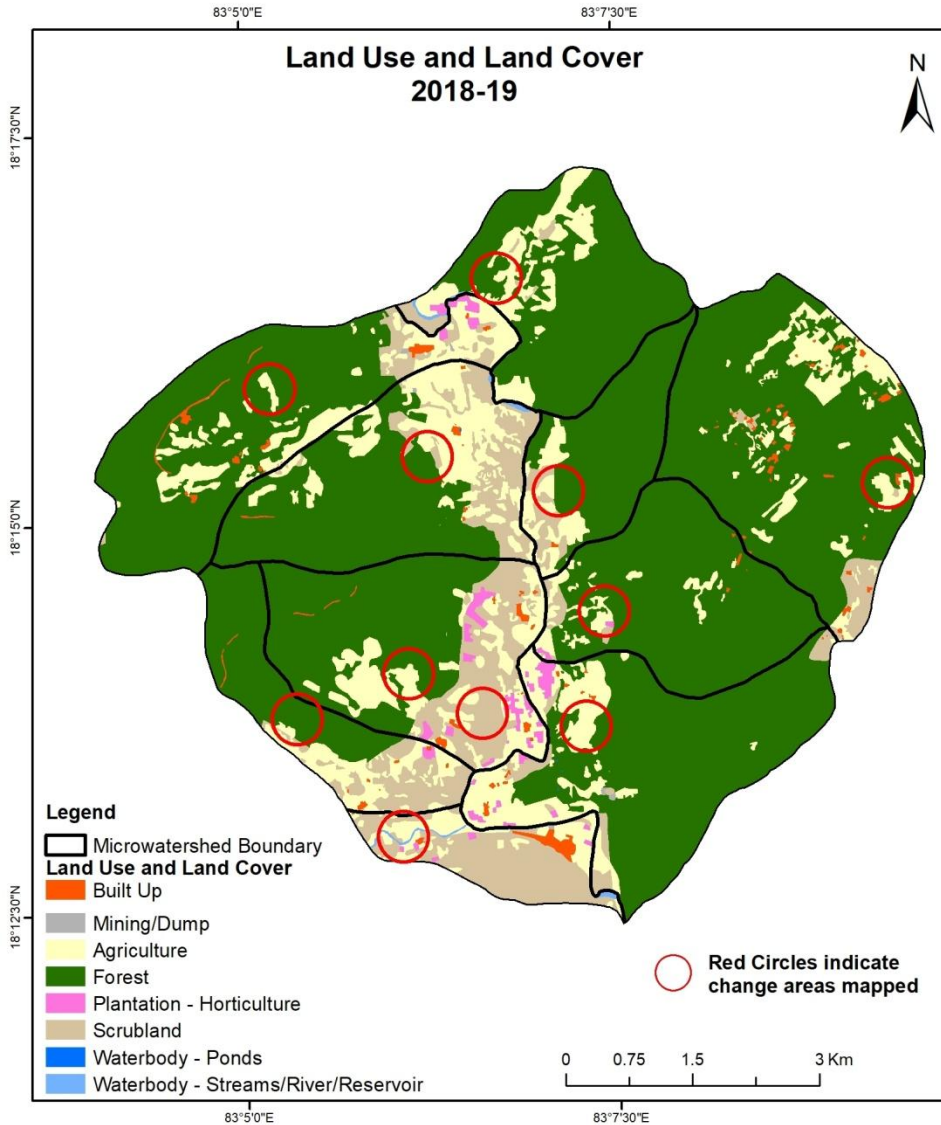 83°5'0"E
83°7'30"E
Land Use and Land Cover
2018-19
N
18°17'30"N
18°15'0"N
18°12'30"N
Legend
Microwatershed Boundary
Land Use and Land Cover
Built Up
Mining/Dump
Agriculture
Forest
Plantation - Horticulture
Scrubland
Waterbody - Ponds
Waterbody - Streams/River/Reservoir
Red Circles indicate
change areas mapped
0 0.75 1.5 3 Km
83°5'0"E
83°7'30"E